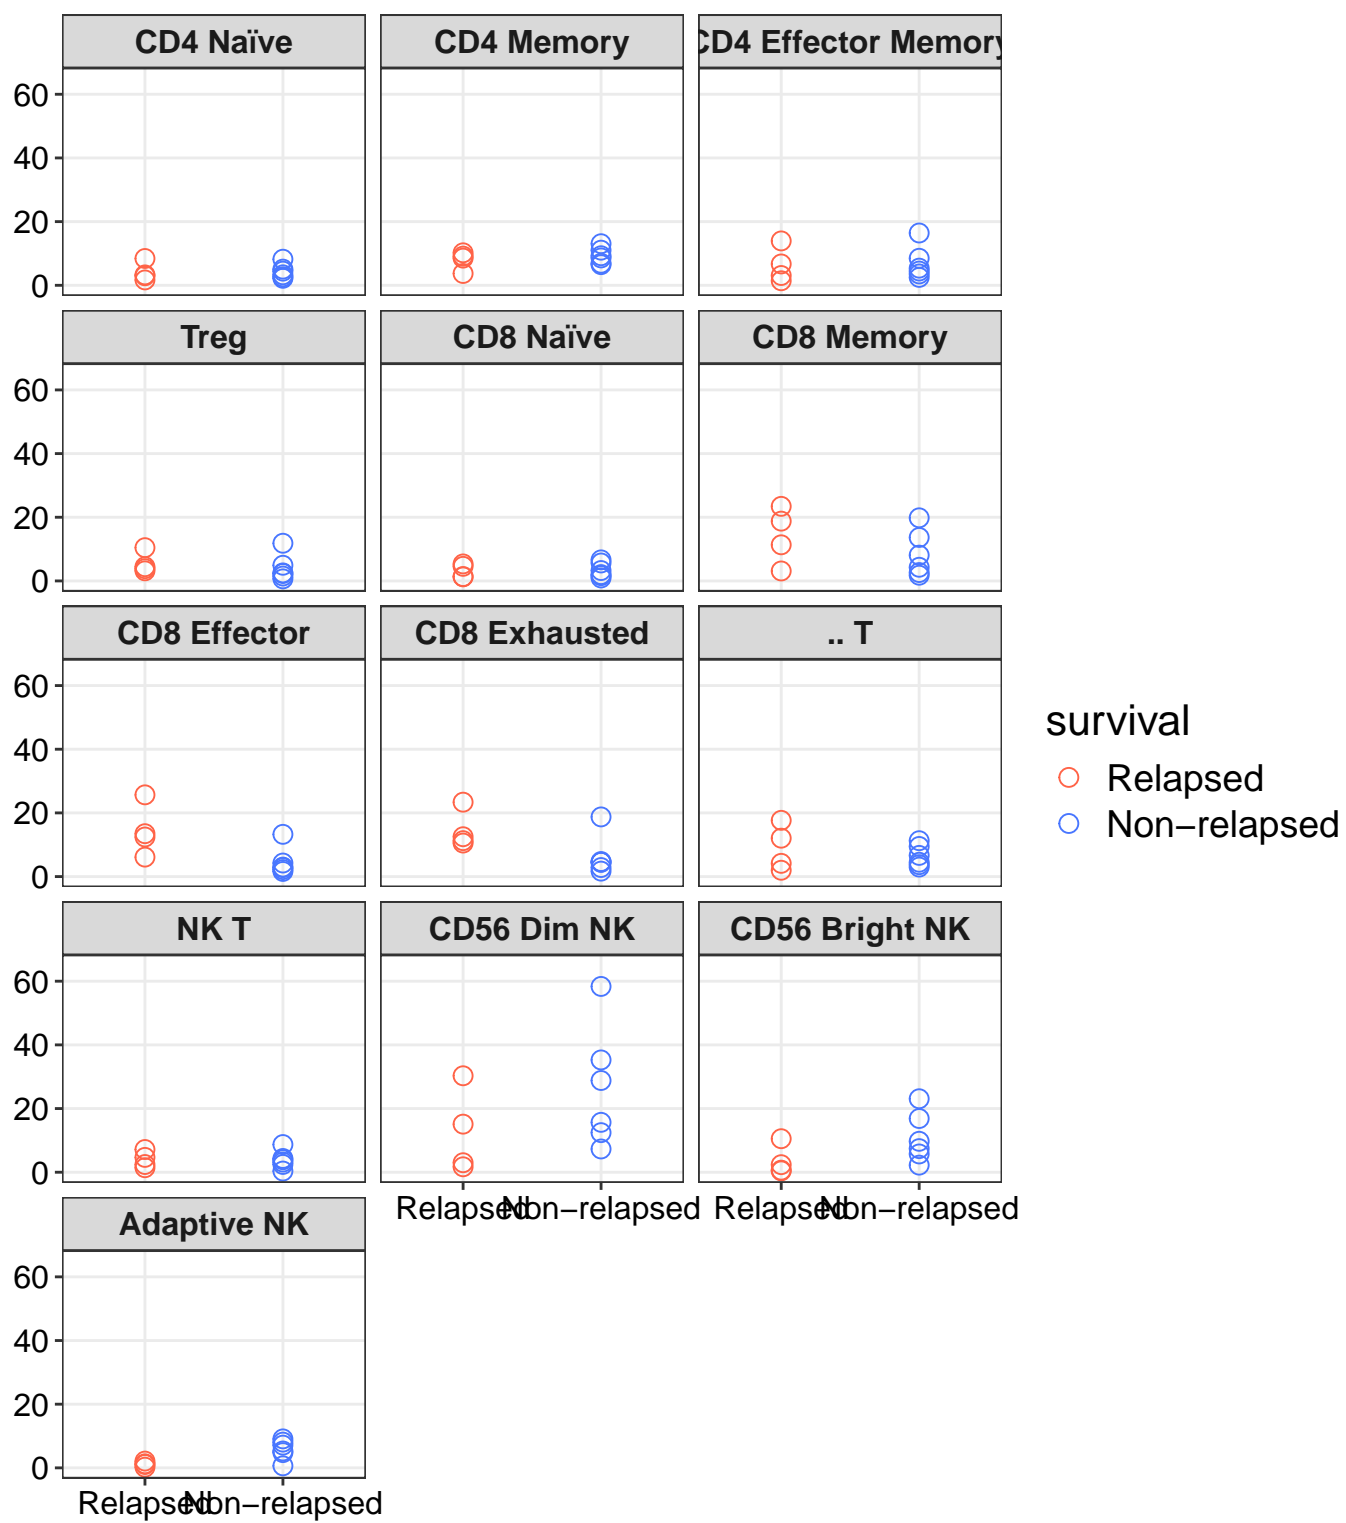 CD4 Naïve
CD4 Memory
CD4 Effector Memory
60
40
20
0
Treg
CD8 Naïve
CD8 Memory
60
40
20
0
CD8 Effector
CD8 Exhausted
.. T
60
40
20
0
survival
Relapsed
Non−relapsed
NK T
CD56 Dim NK
CD56 Bright NK
60
40
20
0
Relapsed
Non−relapsed
Relapsed
Non−relapsed
Adaptive NK
60
40
20
0
Relapsed
Non−relapsed